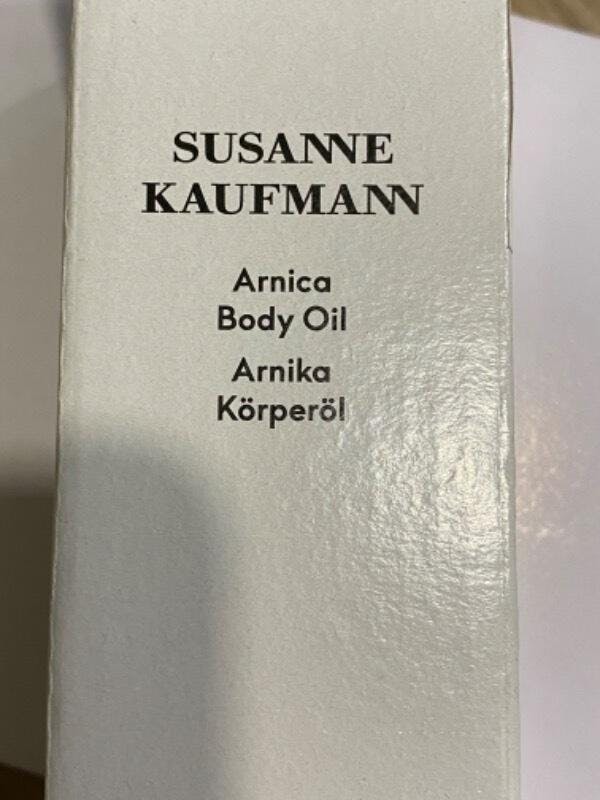 SUSANNE
KAUFMANN
Arnica
Body Oil
Arnika
Körperöl